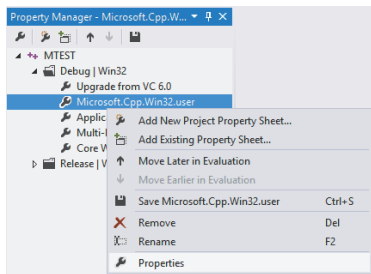 Property Manager - Microsoft.Cpp.W...
MTEST
Debug | Win32
Upgrade from VC 6.0
Microsoft.Cpp.Win32.user
Applic
Multi-
Core W
Release | W
Add New Project Property Sheet...
Add Existing Property Sheet...
Move Later in Evaluation
Move Earlier in Evaluation
Save Microsoft.Cpp.Win32.user Ctrl+S
Remove Del
Rename F2
Properties